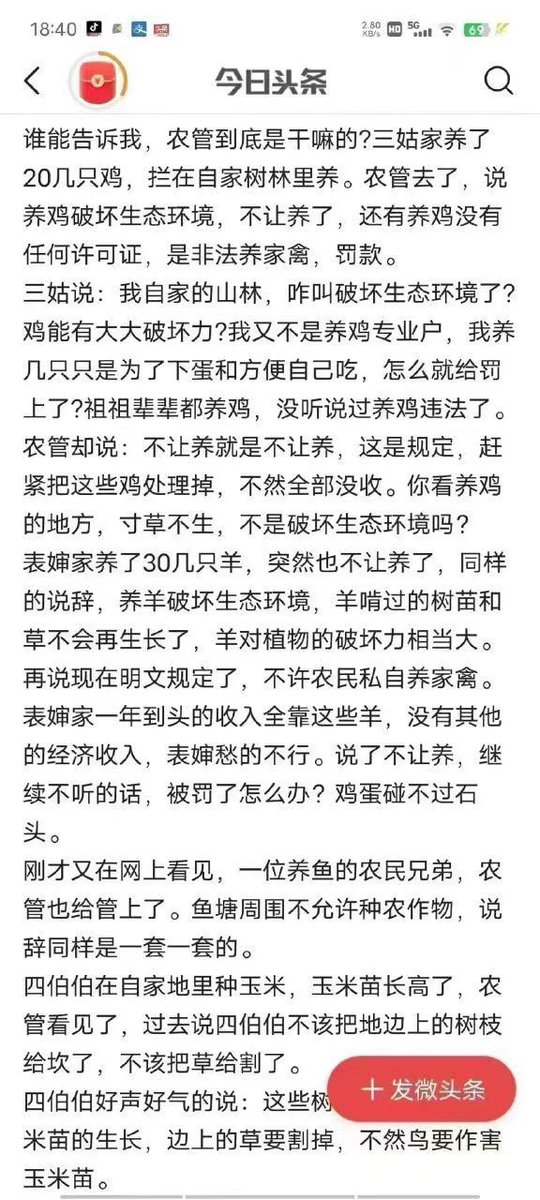 18:40
2.80
KB/s
HD
5G
69
今日头条
谁能告诉我，农管到底是干嘛的?三姑家养了
20几只鸡，拦在自家树林里养。农管去了，说
养鸡破坏生态环境，不让养了，还有养鸡没有
任何许可证，是非法养家禽，罚款。
三姑说：我自家的山林，咋叫破坏生态环境了?
鸡能有大大破坏力?我又不是养鸡专业户，我养
几只只是为了下蛋和方便自己吃，怎么就给罚
上了?祖祖辈辈都养鸡，没听说过养鸡违法了。
农管却说：不让养就是不让养，这是规定，赶
紧把这些鸡处理掉，不然全部没收。你看养鸡
的地方，寸草不生，不是破坏生态环境吗?
表婶家养了30几只羊，突然也不让养了，同样
的说辞，养羊破坏生态环境，羊啃过的树苗和
草不会再生长了，羊对植物的破坏力相当大。
再说现在明文规定了，不许农民私自养家禽。
表婶家一年到头的收入全靠这些羊，没有其他
的经济收入，表婶愁的不行。说了不让养，继
续不听的话，被罚了怎么办？鸡蛋碰不过石
头。
刚才又在网上看见，一位养鱼的农民兄弟，农
管也给管上了。鱼塘周围不允许种农作物，说
辞同样是一套一套的。
四伯伯在自家地里种玉米，玉米苗长高了，农
管看见了，过去说四伯伯不该把地边上的树枝
给坎了，不该把草给割了。
四伯伯好声好气的说：这些树
＋发微头条
米苗的生长，边上的草要割掉，不然鸟要作害
玉米苗。